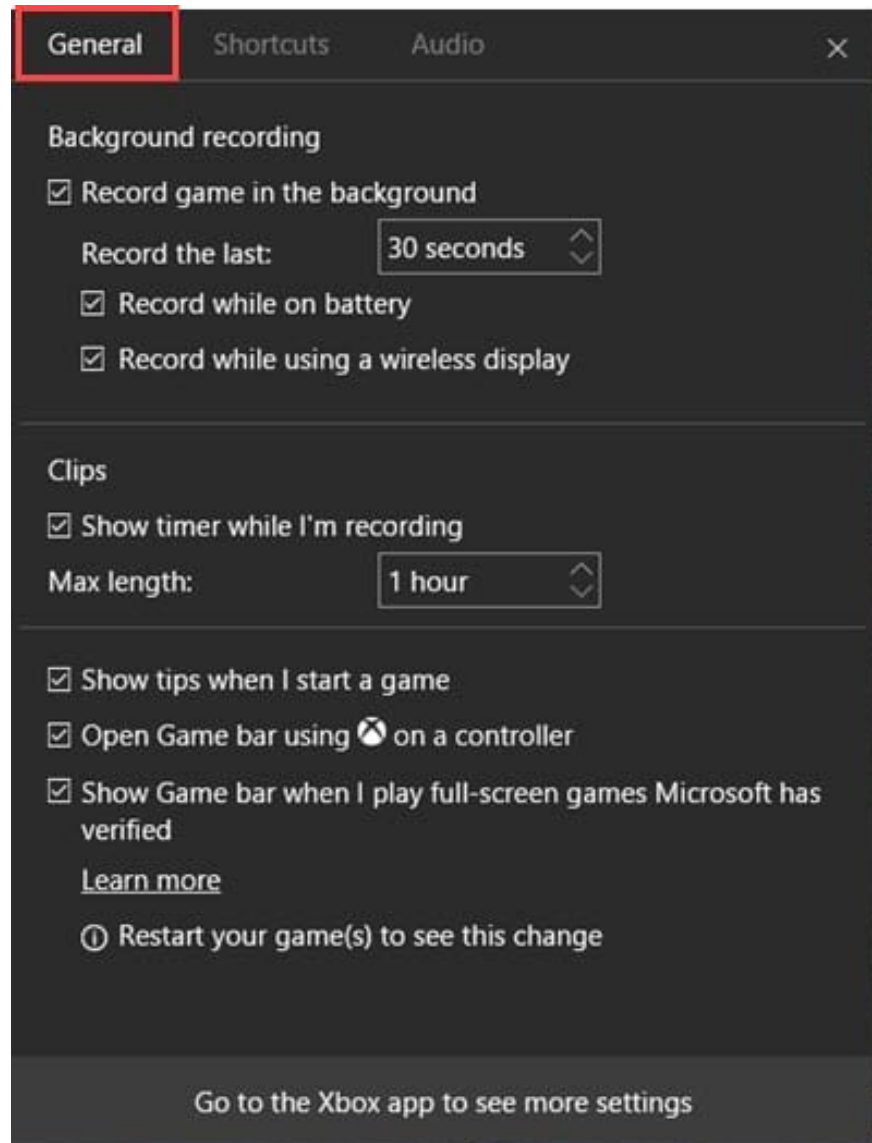 General Shortcuts Audio
Background recording
Record game in the background
Record the last: 30 seconds
Record while on battery
Record while using a wireless display
Clips
Show timer while I'm recording
Max length: 1 hour
Show tips when I start a game
Open Game bar using on a controller
Show Game bar when I play full-screen games Microsoft has
verified
Learn more
Restart your game(s) to see this change
Go to the Xbox app to see more settings